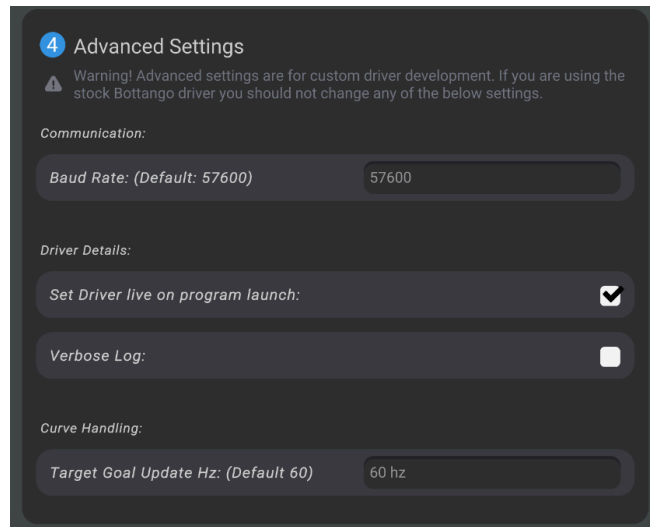 4 Advanced Settings
Warning! Advanced settings are for custom driver development. If you are using the
stock Bottango driver you should not change any of the below settings.
Communication:
Baud Rate: (Default: 57600) 57600
Driver Details:
Set Driver live on program launch:
Verbose Log:
Curve Handling:
Target Goal Update Hz: (Default 60) 60 hz